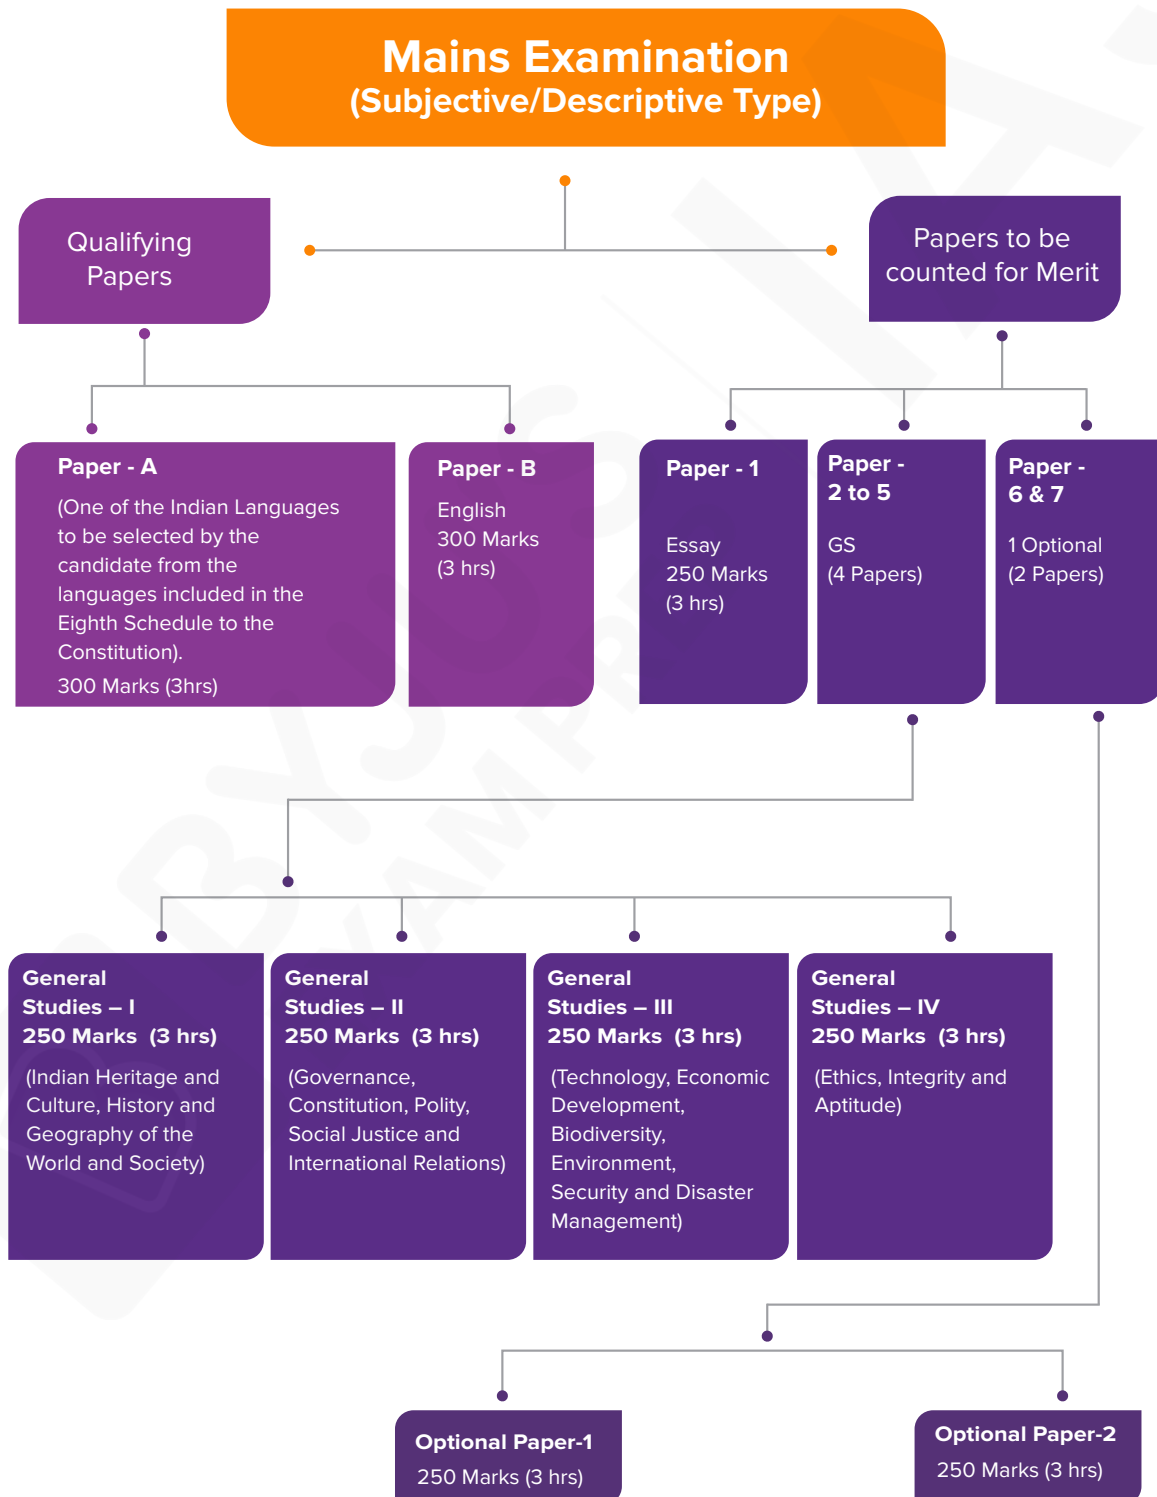 Mains Examination
(Subjective/Descriptive Type)
Qualifying
Papers
Papers to be
counted for Merit
Paper - A
(One of the Indian Languages
to be selected by the
candidate from the
languages included in the
Eighth Schedule to the
Constitution).
300 Marks (3hrs)
Paper - B
English
300 Marks
(3 hrs)
Paper - 1
Essay
250 Marks
(3 hrs)
Paper -
2 to 5
GS
(4 Papers)
Paper -
6 & 7
1 Optional
(2 Papers)
General
Studies – I
250 Marks (3 hrs)
(Indian Heritage and
Culture, History and
Geography of the
World and Society)
General
Studies – II
250 Marks (3 hrs)
(Governance,
Constitution, Polity,
Social Justice and
International Relations)
General
Studies – III
250 Marks (3 hrs)
(Technology, Economic
Development,
Biodiversity,
Environment,
Security and Disaster
Management)
General
Studies – IV
250 Marks (3 hrs)
(Ethics, Integrity and
Aptitude)
Optional Paper-1
250 Marks (3 hrs)
Optional Paper-2
250 Marks (3 hrs)